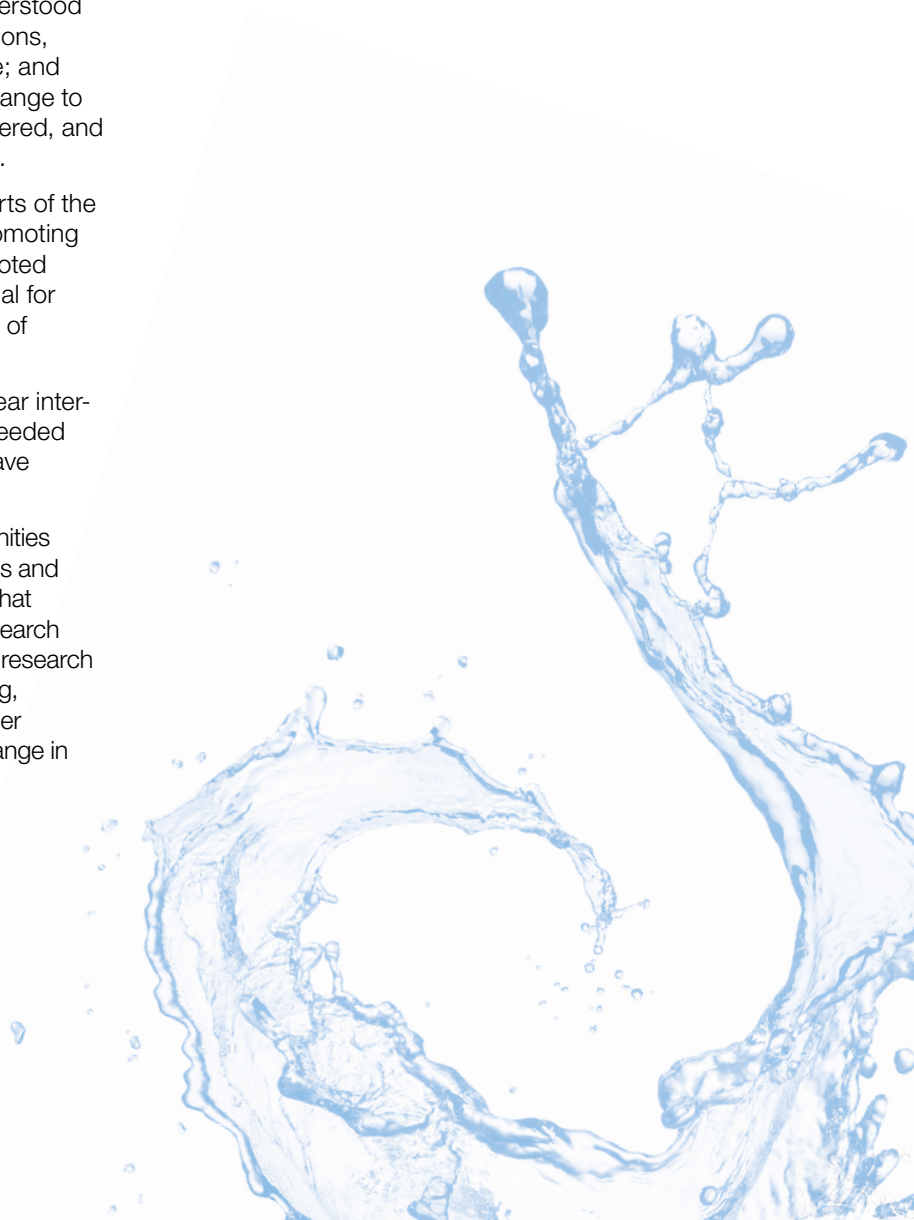 erstood
ons,
e; and
ange to
ered, and
.
rts of the
omoting
oted
al for
of
ear inter-
eeded
ave
nities
s and
hat
earch
research
g,
er
ange in